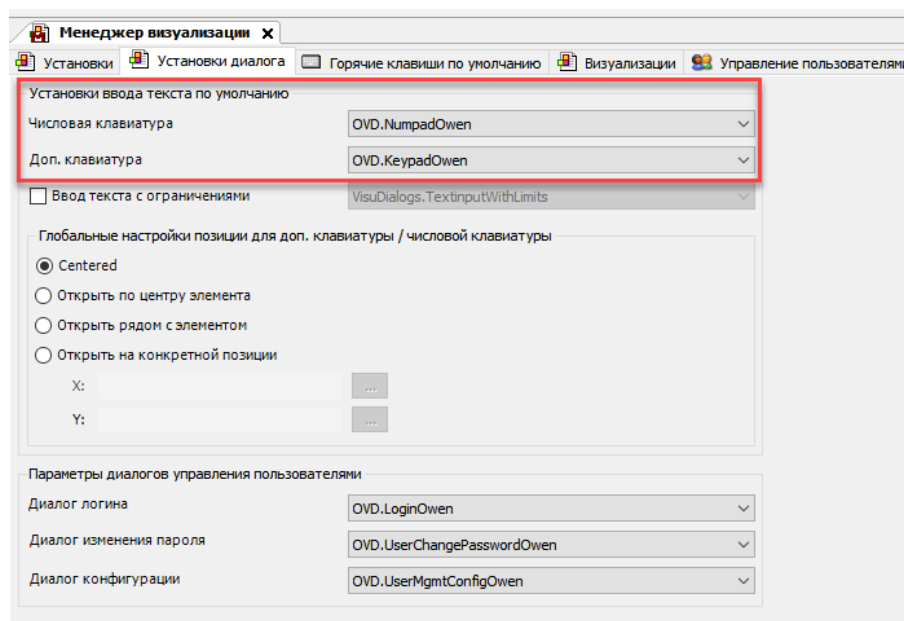 Менеджер визуализации x
Установки Установки диалога Горячие клавиши по умолчанию Визуализации Управление пользователями
Установки ввода текста по умолчанию
Числовая клавиатура OVD.NumpadOwen
Доп. клавиатура OVD.KeypadOwen
Ввод текста с ограничениями VisuDialogs.TextinputWithLimits
Глобальные настройки позиции для доп. клавиатуры / числовой клавиатуры
Centered
Открыть по центру элемента
Открыть рядом с элементом
Открыть на конкретной позиции
X: ...
Y: ...
Параметры диалогов управления пользователями
Диалог логина OVD.LoginOwen
Диалог изменения пароля OVD.UserChangePasswordOwen
Диалог конфигурации OVD.UserMgmtConfigOwen